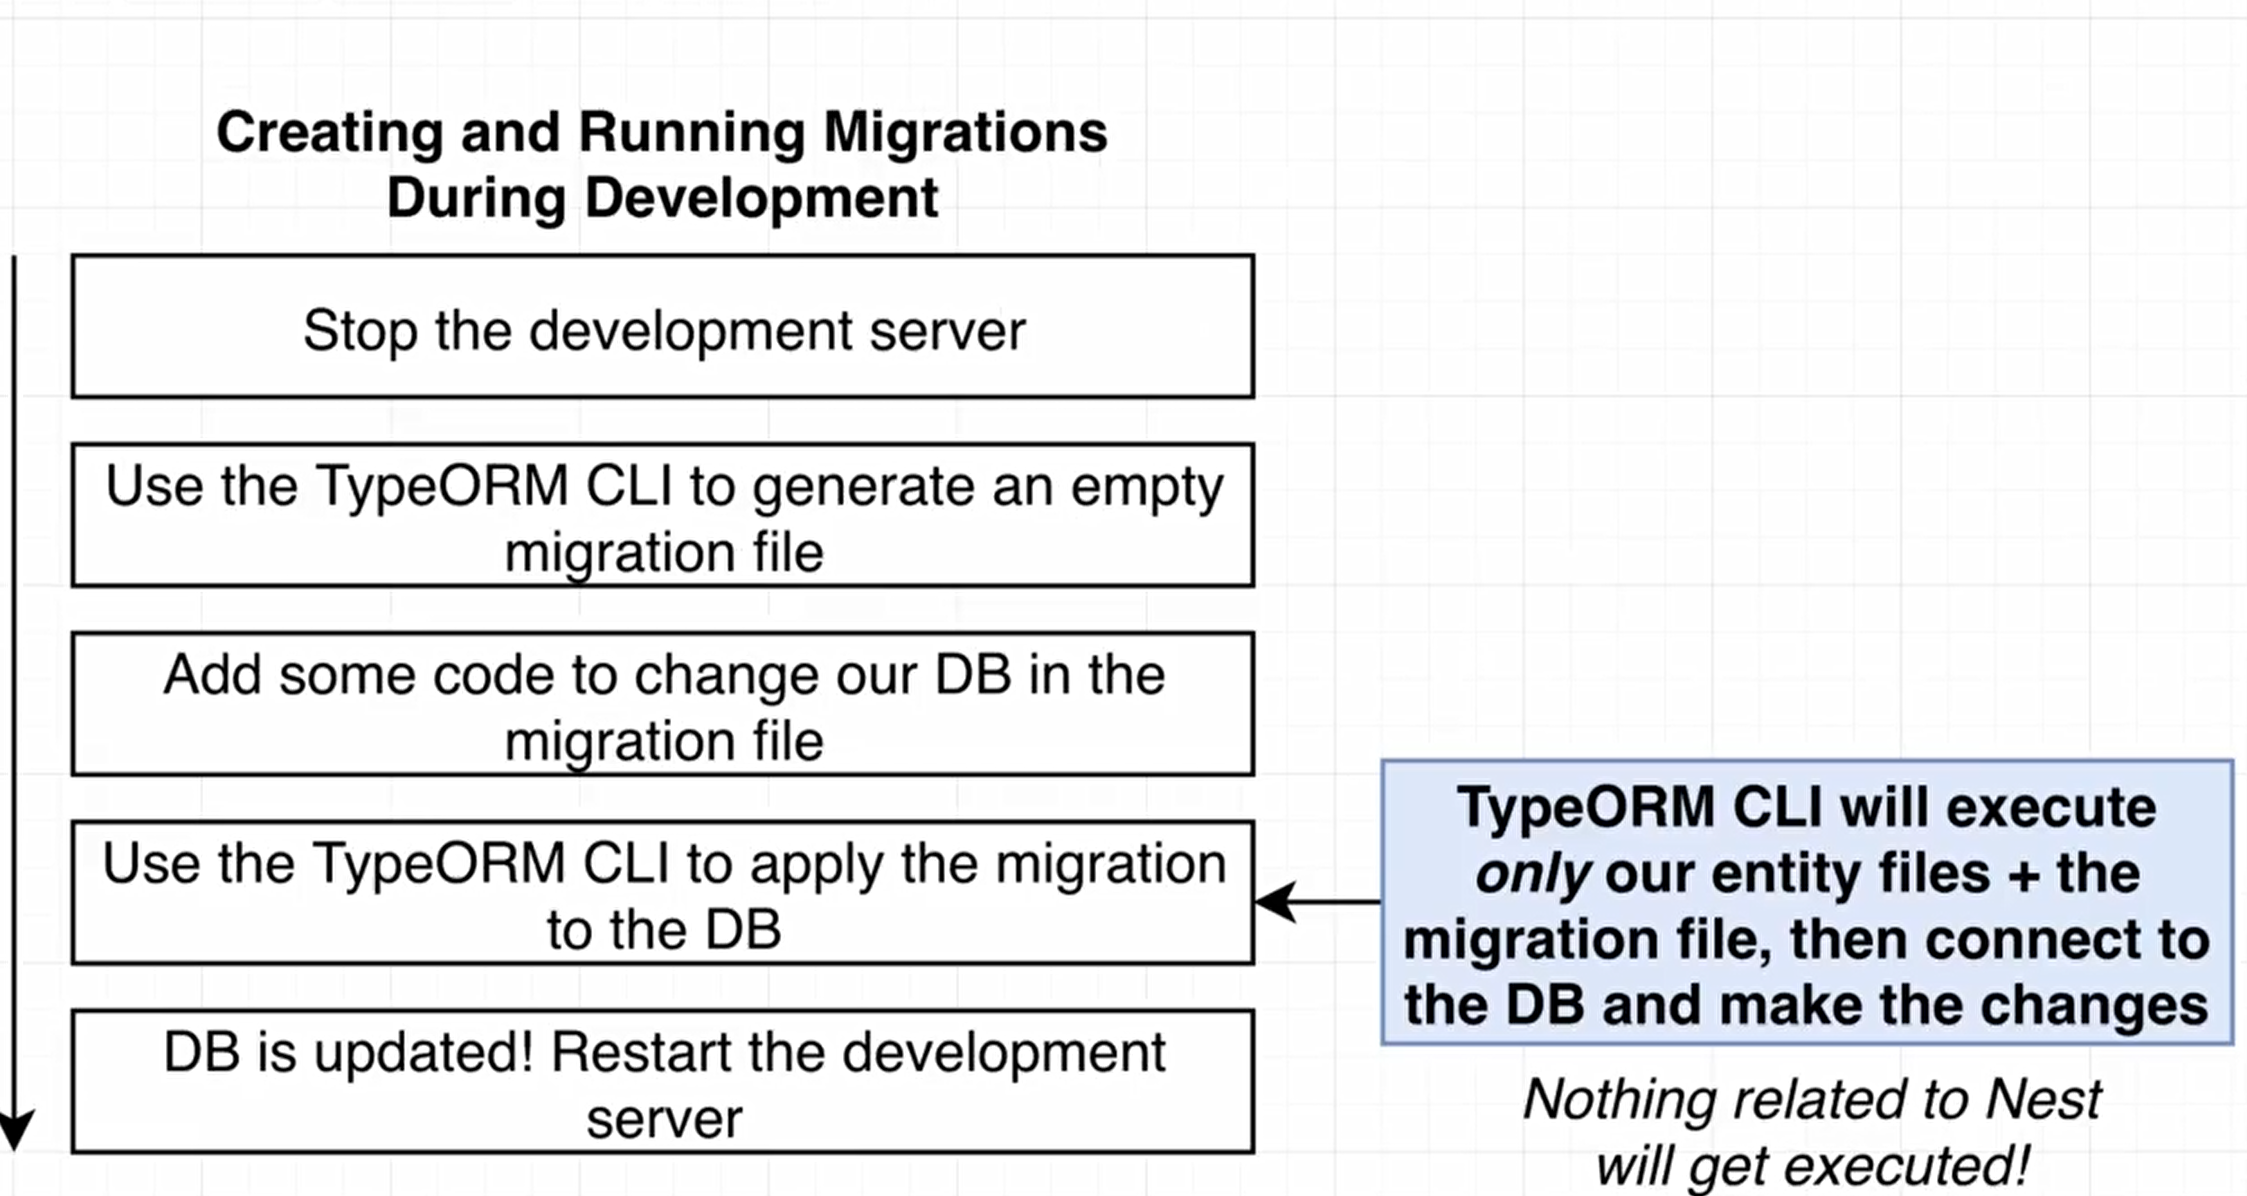 Creating and Running Migrations
During Development
Stop the development server
Use the TypeORM CLI to generate an empty
migration file
Add some code to change our DB in the
migration file
Use the TypeORM CLI to apply the migration
to the DB
DB is updated! Restart the development
server
TypeORM CLI will execute
only our entity files + the
migration file, then connect to
the DB and make the changes
Nothing related to Nest
will get executed!